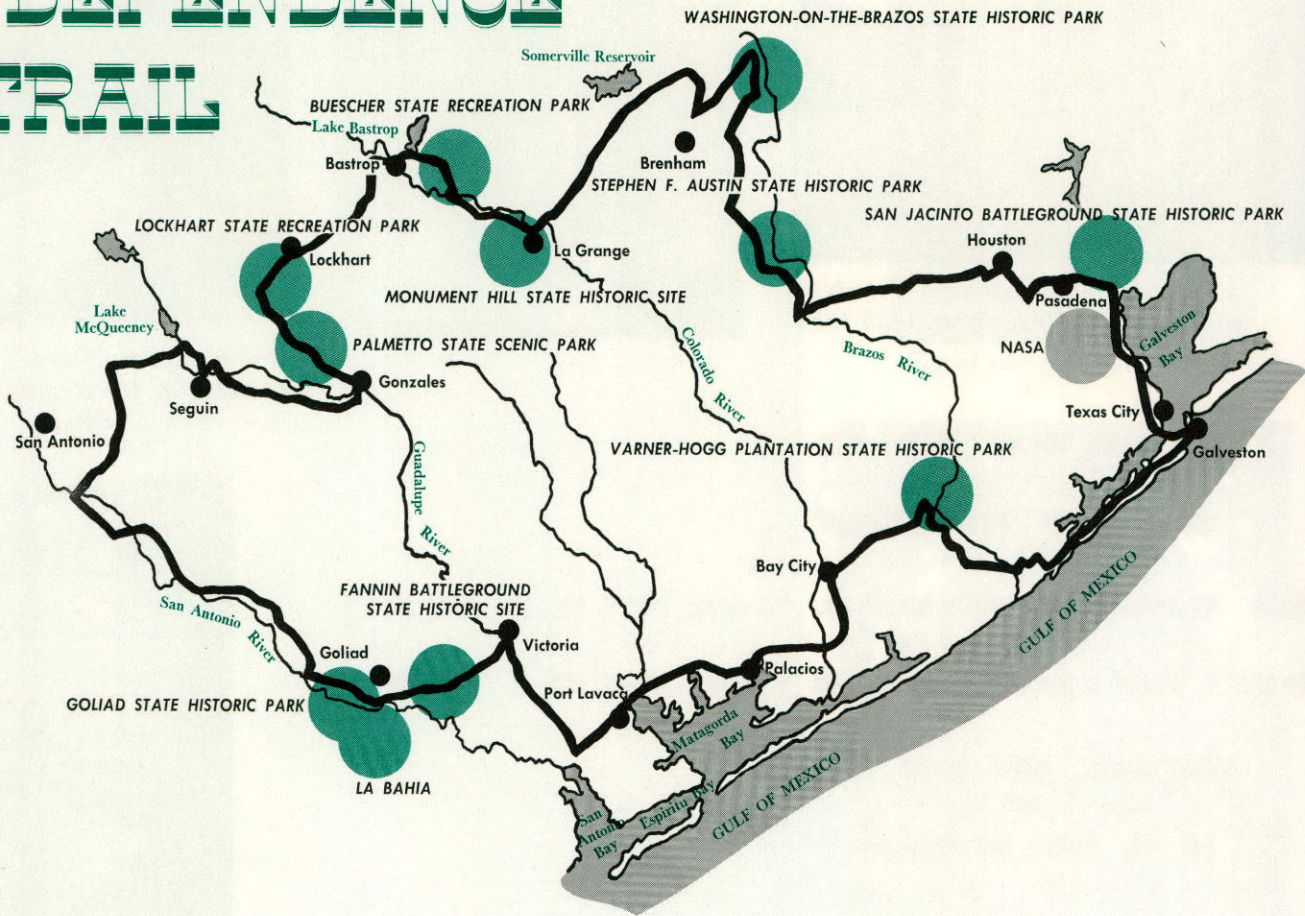 DEPENDENCE
TRAIL
WASHINGTON-ON-THE-BRAZOS STATE HISTORIC PARK
Somerville Reservoir
BUESCHER STATE RECREATION PARK
Lake Bastrop
Bastrop
Brenham
STEPHEN F. AUSTIN STATE HISTORIC PARK
SAN JACINTO BATTLEGROUND STATE HISTORIC PARK
LOCKHART STATE RECREATION PARK
Lockhart
La Grange
Houston
Pasadena
MONUMENT HILL STATE HISTORIC SITE
Lake
McQueeney
PALMETTO STATE SCENIC PARK
Colorado
River
Brazos
River
NASA
Galveston
Bay
Gonzales
Seguin
San Antonio
Texas City
Galveston
Guadalupe
River
VARNER-HOGG PLANTATION STATE HISTORIC PARK
Bay City
FANNIN BATTLEGROUND
STATE HISTORIC SITE
San Antonio
River
Goliad
Victoria
GULF OF MEXICO
Palacios
Port Lavaca
GOLIAD STATE HISTORIC PARK
Matagorda
Bay
LA BAHIA
San
Antonio
Bay
Espiritu Bay
GULF OF MEXICO